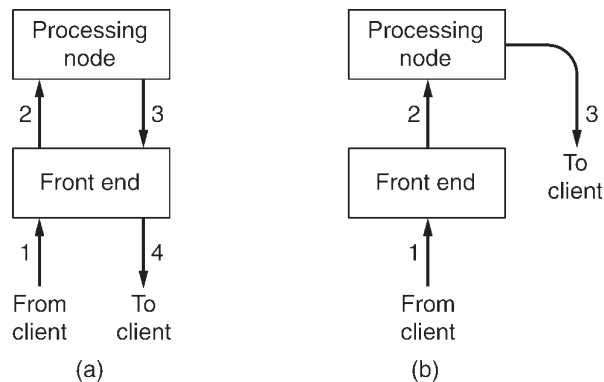 Processing
node
2
3
Front end
1
4
From
client
To
client
(a)
Processing
node
2
3
To
client
Front end
1
From
client
(b)